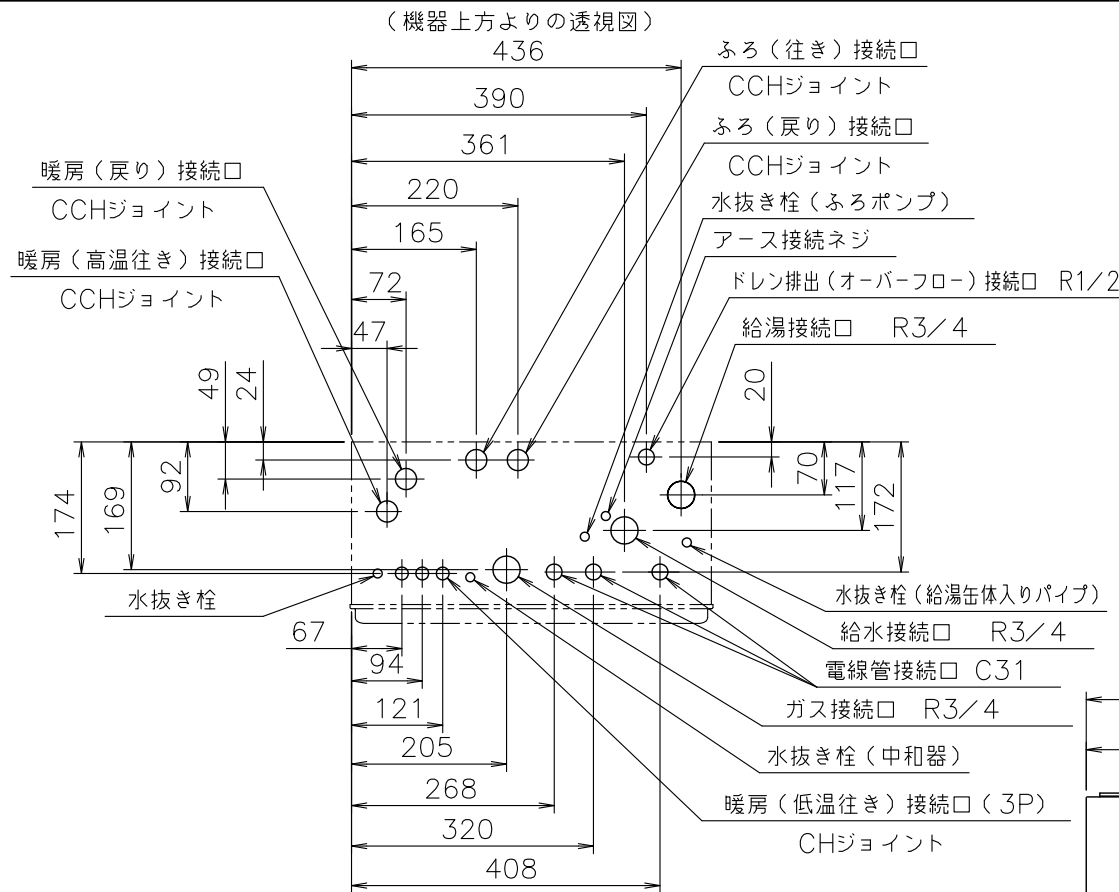 (機器上方よりの透視図)
436
ふろ(往き)接続口
CCHジョイント
390
ふろ(戻り)接続口
CCHジョイント
361
暖房(戻り)接続口
CCHジョイント
220
水抜き栓(ふろポンプ)
165
アース接続ネジ
暖房(高温往き)接続口
CCHジョイント
72
ドレン排出(オーバーフロー)接続口 R1/2
47
給湯接続口 R3/4
49
24
20
174
169
92
70
117
172
水抜き栓
水抜き栓(給湯缶体入りパイプ)
67
給水接続口 R3/4
94
電線管接続口 C31
121
ガス接続口 R3/4
205
水抜き栓(中和器)
268
暖房(低温往き)接続口(3P)
CHジョイント
320
408